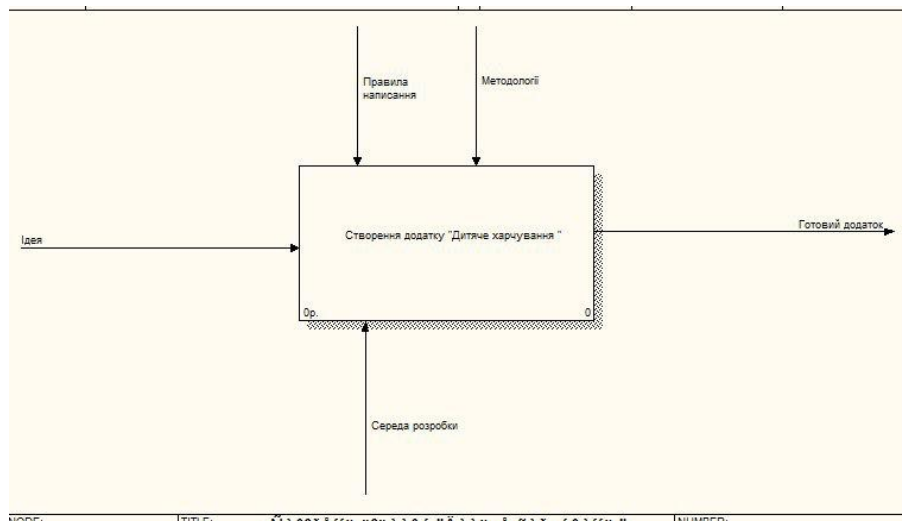 Правила
написання
Методології
Ідея
Створення додатку "Дитяче харчування "
Готовий додаток
0р.
0
Середа розробки
NODE:
TITLE:
NUMBER: